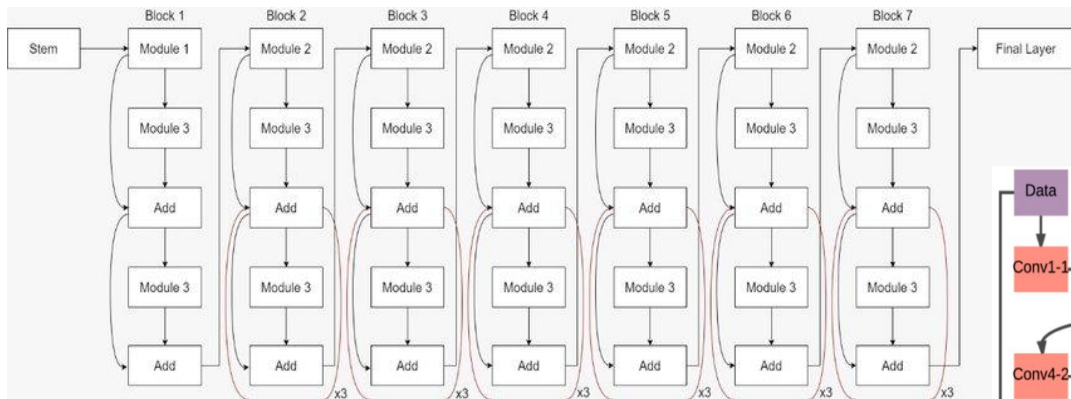 Block 1 Block 2 Block 3 Block 4 Block 5 Block 6 Block 7
Stem Module 1 Module 2 Module 2 Module 2 Module 2 Module 2 Module 2 Final Layer
Module 3 Module 3 Module 3 Module 3 Module 3 Module 3 Module 3
Data
Add Add Add Add Add Add Add
Conv1-1
Module 3 Module 3 Module 3 Module 3 Module 3 Module 3 Module 3
Add Add Add Add Add Add Add Conv4-2
x3 x3 x3 x3 x3 x3